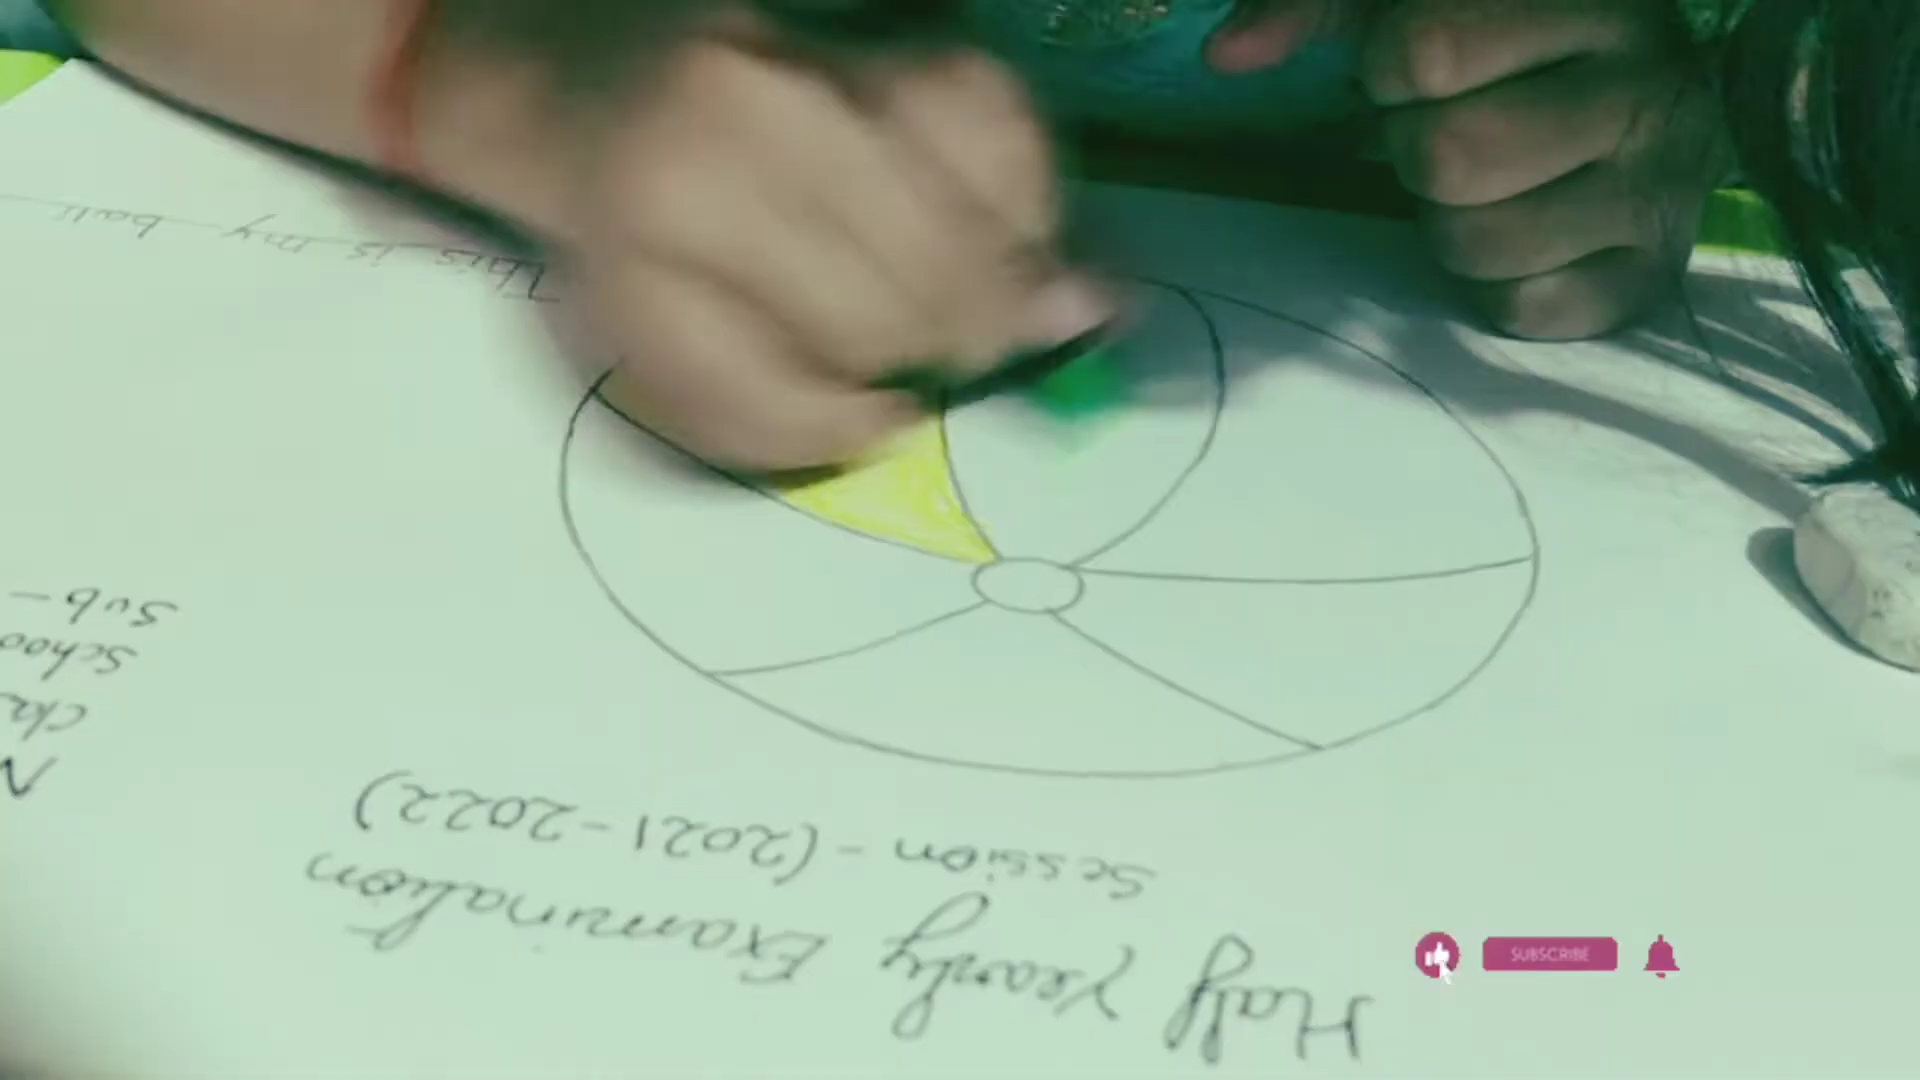 Half Yearly Examination
Session - (2021-2022)
Sub -
This is my ball
SUBSCRIBE